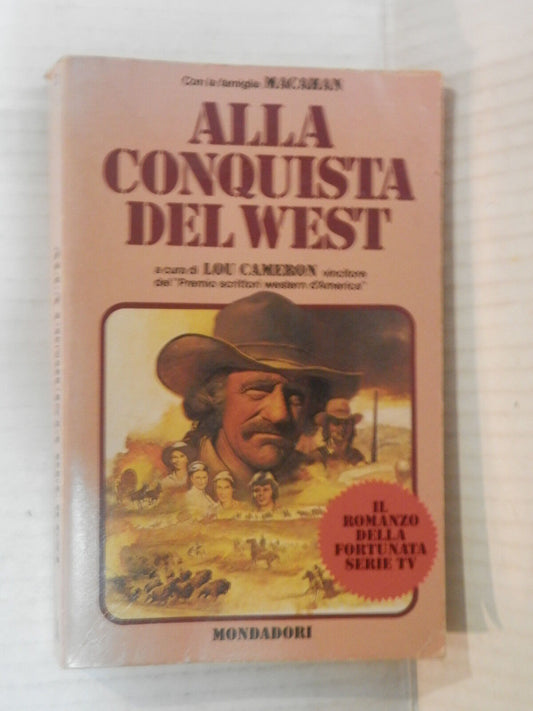 Con la famiglia MACAHAN
ALLA
CONQUISTA
DEL WEST
a cura di LOU CAMERON vincitore
del "Premio scrittori western d'America"
IL
ROMANZO
DELLA
FORTUNATA
SERIE TV
MONDADORI